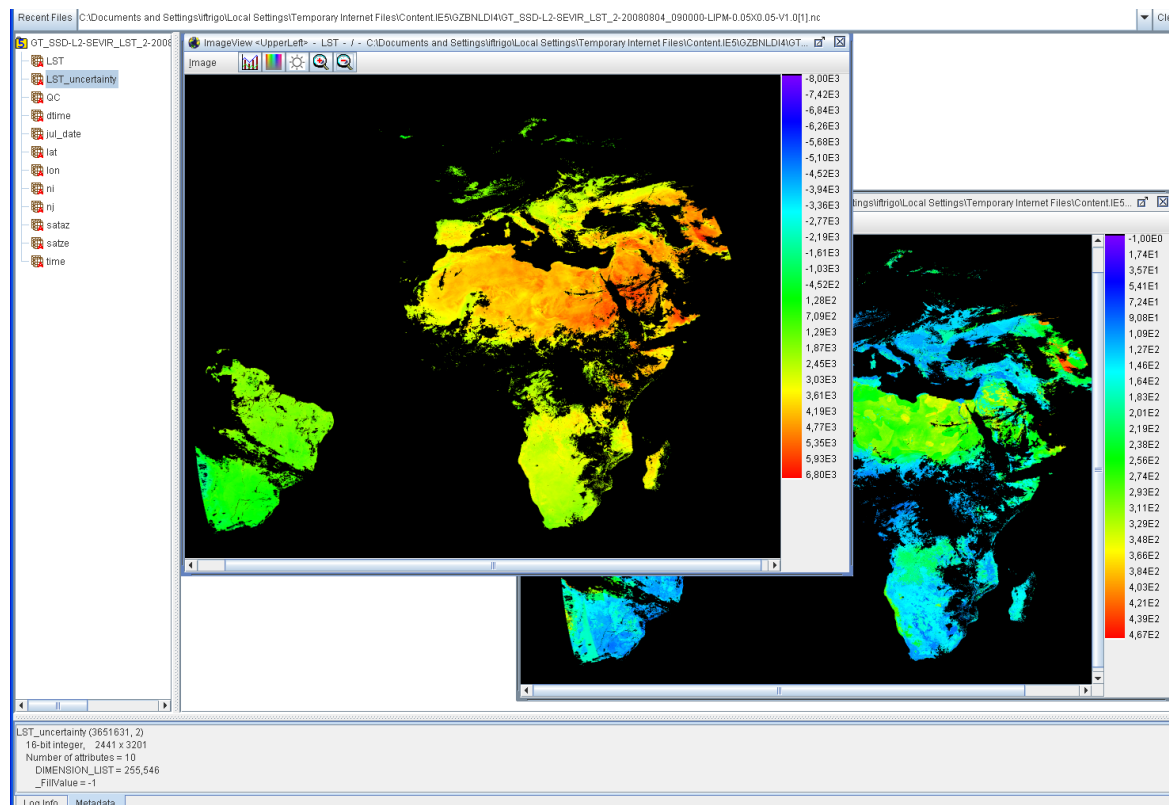 Recent Files C:\Documents and Settings\iftrigo\Local Settings\Temporary Internet Files\Content.IE5\GZBNLDI4\GT_SSD-L2-SEVIR_LST_2-20080804_090000-LIPM-0.05X0.05-V1.0[1].nc Cle
GT_SSD-L2-SEVIR_LST_2-2008
LST
LST_uncertainty
QC
dtime
jul_date
lat
lon
ni
nj
sataz
satze
time
ImageView <UpperLeft> - LST - / - C:\Documents and Settings\iftrigo\Local Settings\Temporary Internet Files\Content.IE5\GZBNLDI4\GT...
Image
-8,00E3
-7,42E3
-6,84E3
-6,26E3
-5,68E3
-5,10E3
-4,52E3
-3,94E3
-3,36E3
-2,77E3
-2,19E3
-1,61E3
-1,03E3
-4,52E2
1,28E2
7,09E2
1,29E3
1,87E3
2,45E3
3,03E3
3,61E3
4,19E3
4,77E3
5,35E3
5,93E3
6,80E3
tings\iftrigo\Local Settings\Temporary Internet Files\Content.IE5...
-1,00E0
1,74E1
3,57E1
5,41E1
7,24E1
9,08E1
1,09E2
1,27E2
1,46E2
1,64E2
1,83E2
2,01E2
2,19E2
2,38E2
2,56E2
2,74E2
2,93E2
3,11E2
3,29E2
3,48E2
3,66E2
3,84E2
4,03E2
4,21E2
4,39E2
4,67E2
LST_uncertainty (3651631, 2)
16-bit integer, 2441 x 3201
Number of attributes = 10
DIMENSION_LIST = 255,546
_FillValue = -1
Log Info Metadata